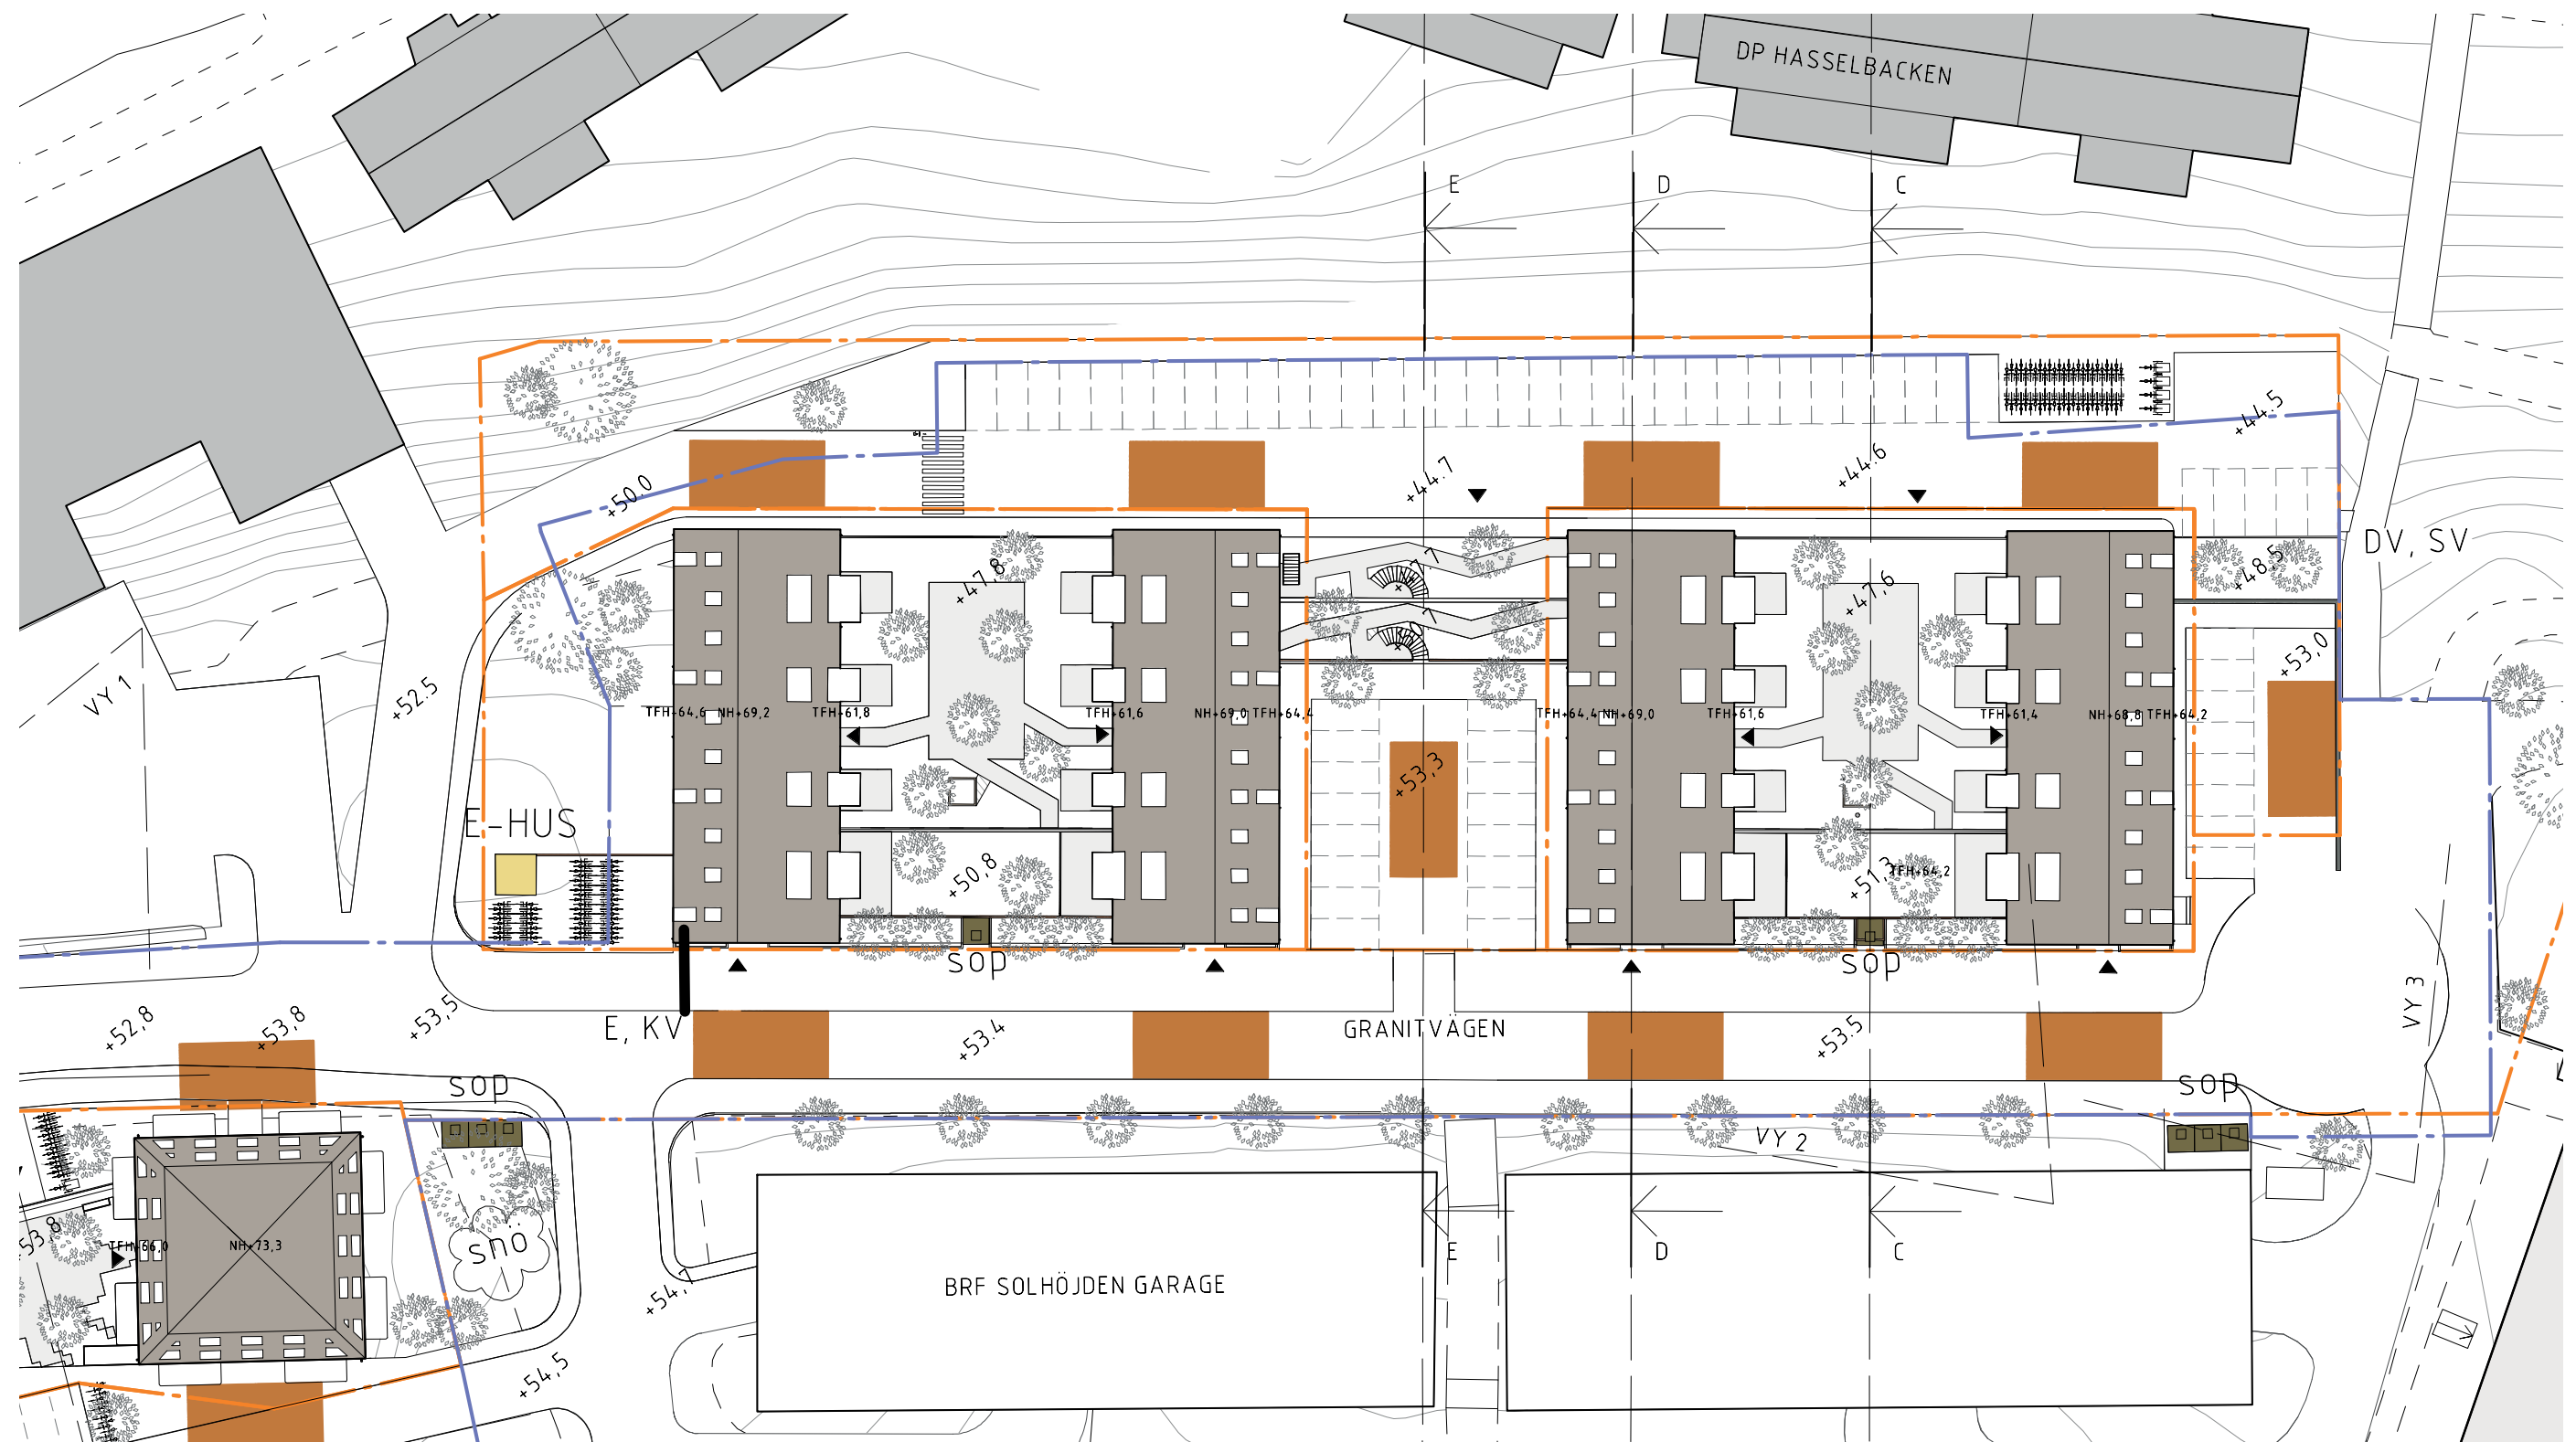 DP HASSELBACKEN
E
D
C
+44.5
+50.0
+44.7
+44.6
DV, SV
+47,8
+47,6
+48,5
VY 1
+52,5
+53,0
TFH+64,6
NH+69,2
TFH+61,8
TFH+61,6
NH+69,0
TFH+64,4
TFH+64,4
NH+69,0
TFH+61,6
TFH+61,4
NH+68,8
TFH+64,2
+53,3
E-HUS
+50,8
+51,3
TFH+64,2
sop
sop
+52,8
+53,8
+53,5
E, KV
+53.4
GRANITVÄGEN
+53.5
VY 3
sop
sop
VY 2
+53,8
TFH+66,0
NH+73,3
snö
E
D
C
+54,7
BRF SOLHÖJDEN GARAGE
+54,5